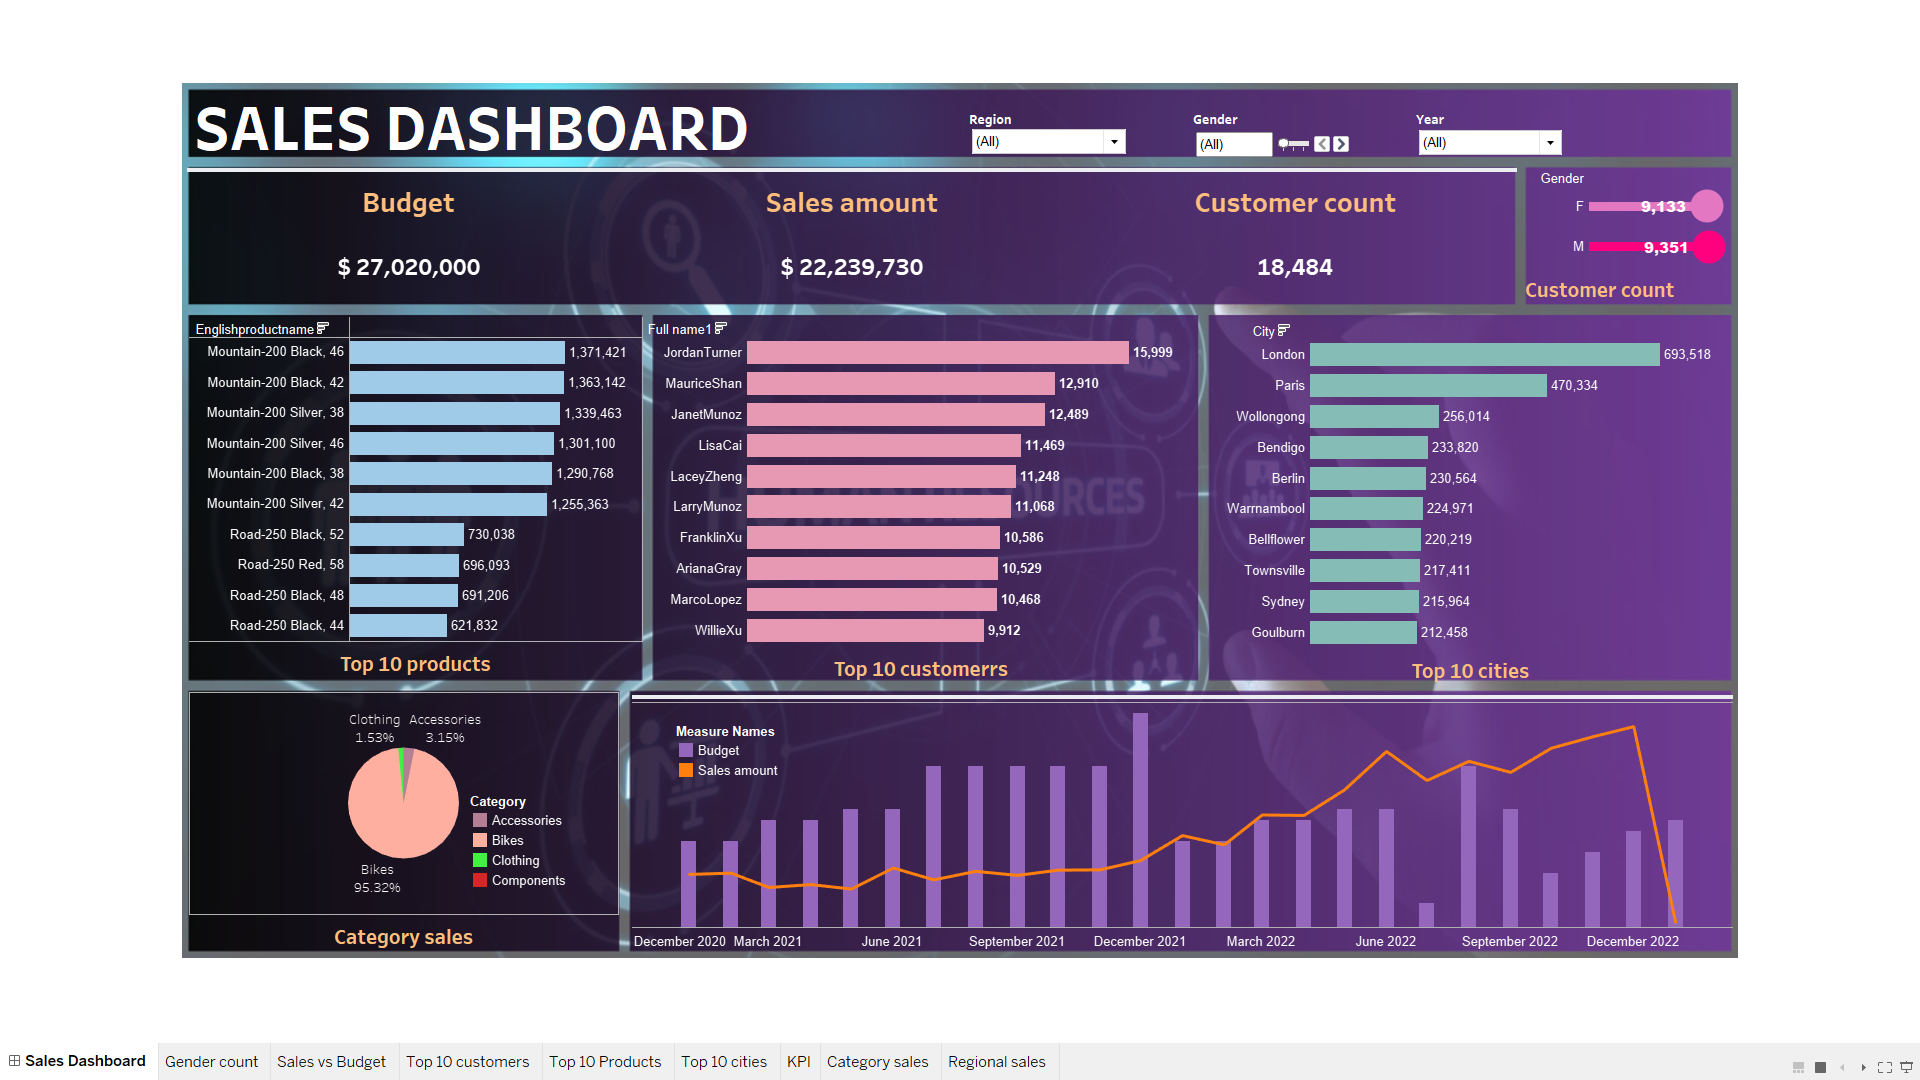 SALES DASHBOARD
Region
(All)
Gender
(All)
Year
(All)
Budget
$ 27,020,000
Sales amount
$ 22,239,730
Customer count
18,484
Gender
F 9,133
M 9,351
Customer count
Englishproductname
Mountain-200 Black, 46 1,371,421
Mountain-200 Black, 42 1,363,142
Mountain-200 Silver, 38 1,339,463
Mountain-200 Silver, 46 1,301,100
Mountain-200 Black, 38 1,290,768
Mountain-200 Silver, 42 1,255,363
Road-250 Black, 52 730,038
Road-250 Red, 58 696,093
Road-250 Black, 48 691,206
Road-250 Black, 44 621,832
Top 10 products
Full name1
JordanTurner 15,999
MauriceShan 12,910
JanetMunoz 12,489
LisaCai 11,469
LaceyZheng 11,248
LarryMunoz 11,068
FranklinXu 10,586
ArianaGray 10,529
MarcoLopez 10,468
WillieXu 9,912
Top 10 customerrs
City
London 693,518
Paris 470,334
Wollongong 256,014
Bendigo 233,820
Berlin 230,564
Warrnambool 224,971
Bellflower 220,219
Townsville 217,411
Sydney 215,964
Goulburn 212,458
Top 10 cities
Clothing
1.53%
Accessories
3.15%
Bikes
95.32%
Category
Accessories
Bikes
Clothing
Components
Category sales
Measure Names
Budget
Sales amount
December 2020 March 2021 June 2021 September 2021 December 2021 March 2022 June 2022 September 2022 December 2022
Sales Dashboard Gender count Sales vs Budget Top 10 customers Top 10 Products Top 10 cities KPI Category sales Regional sales